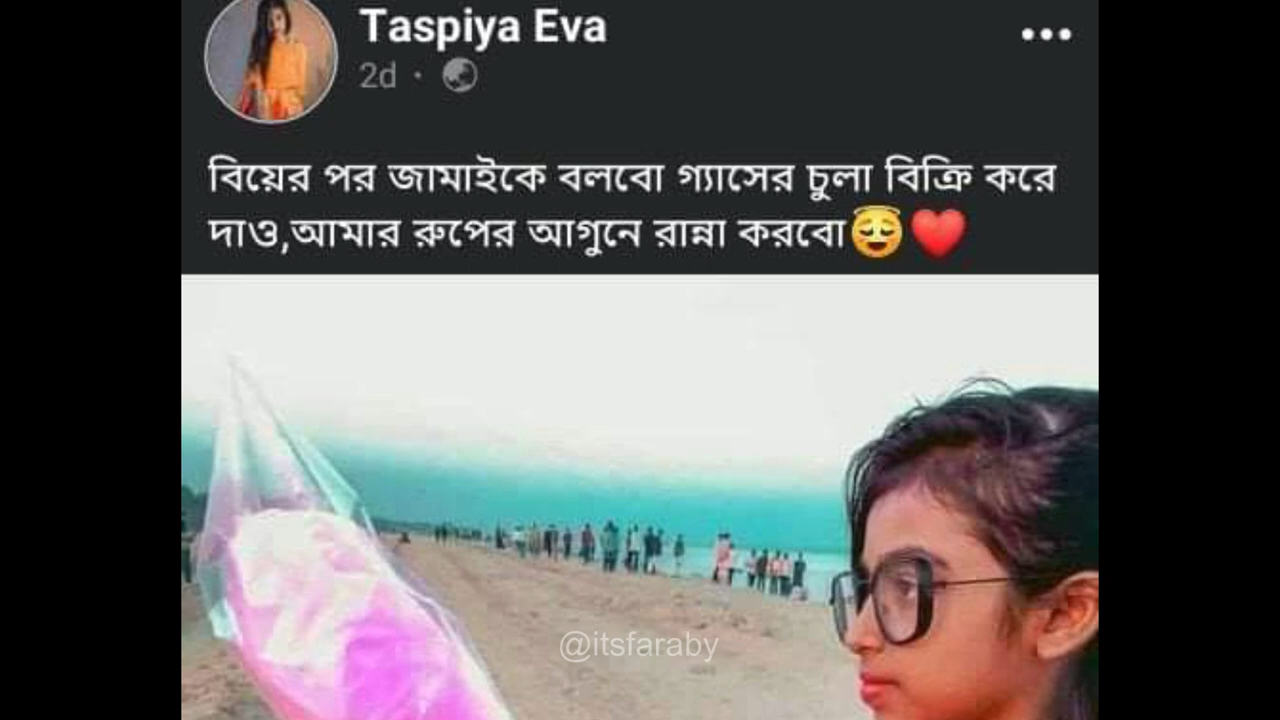 Taspiya Eva
2d ·
বিয়ের পর জামাইকে বলবো গ্যাসের চুলা বিক্রি করে
দাও,আমার রুপের আগুনে রান্না করবো😇❤️
@itsfaraby